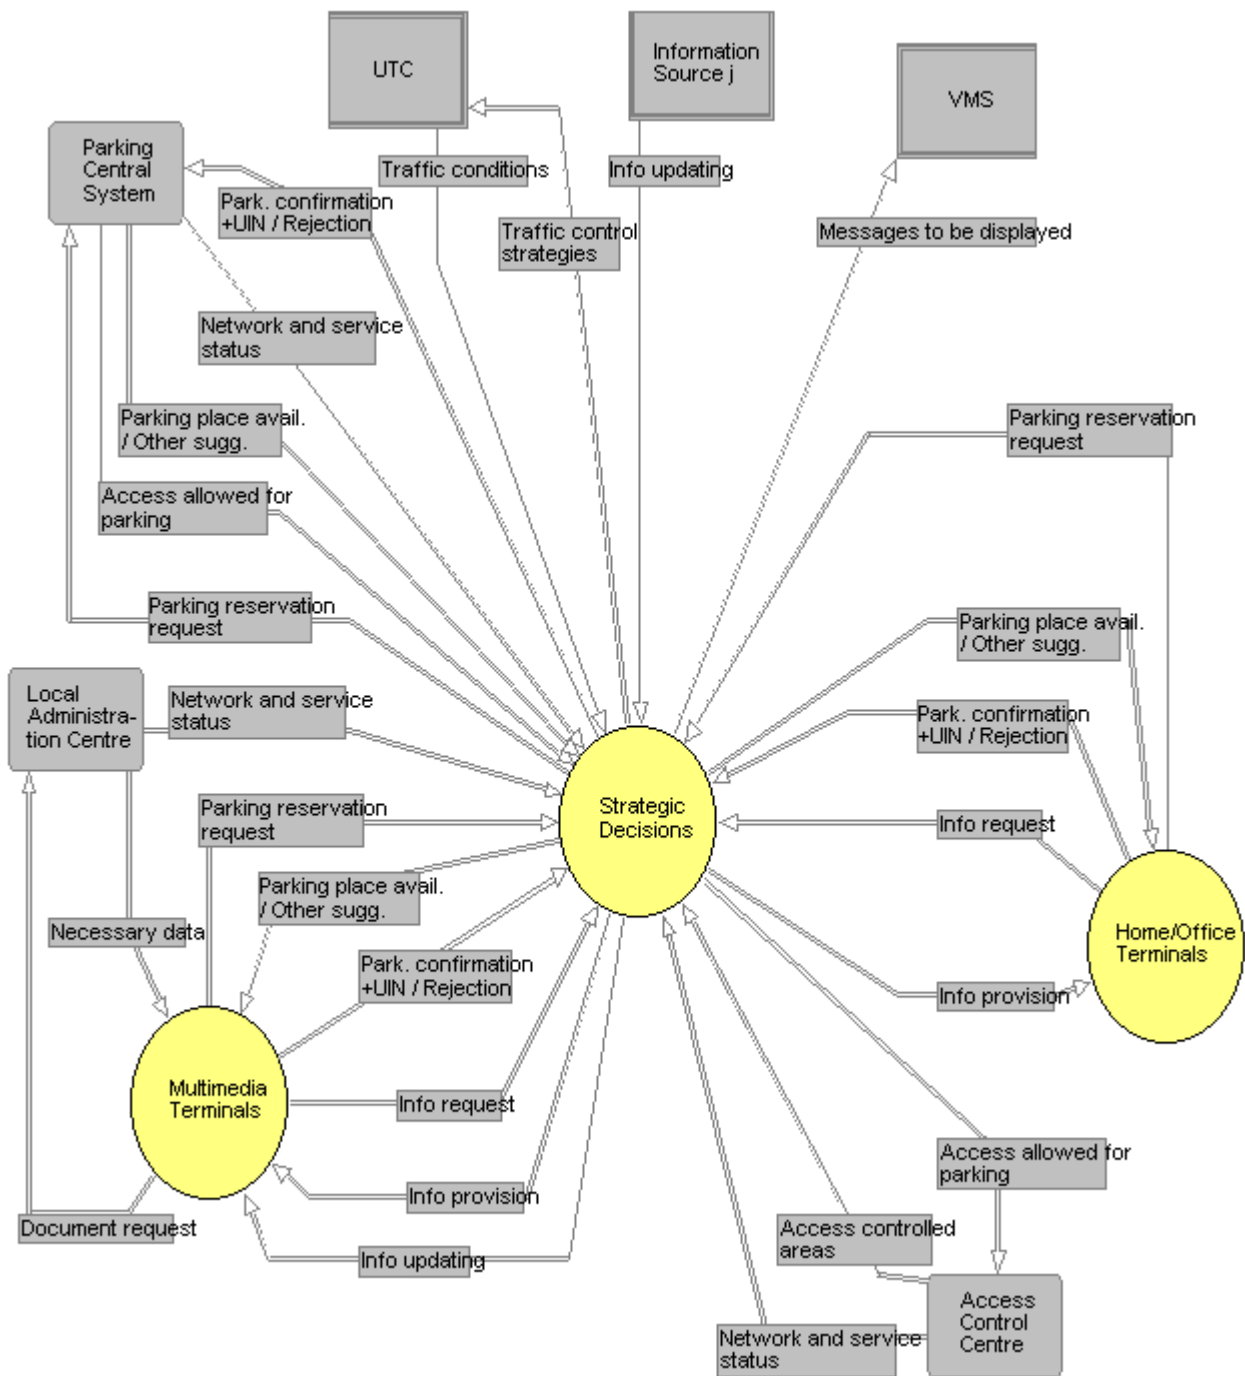 UTC
Information
Source j
VMS
Parking
Central
System
Traffic conditions
Info updating
Park. confirmation
+UIN / Rejection
Traffic control
strategies
Messages to be displayed
Network and service
status
Parking place avail.
/ Other sugg.
Parking reservation
request
Access allowed for
parking
Parking reservation
request
Parking place avail.
/ Other sugg.
Local
Administra-
tion Centre
Network and service
status
Park. confirmation
+UIN / Rejection
Parking reservation
request
Strategic
Decisions
Info request
Parking place avail.
/ Other sugg.
Necessary data
Park. confirmation
+UIN / Rejection
Home/Office
Terminals
Info provision
Multimedia
Terminals
Info request
Access allowed for
parking
Info provision
Document request
Access controlled
areas
Info updating
Access
Control
Centre
Network and service
status